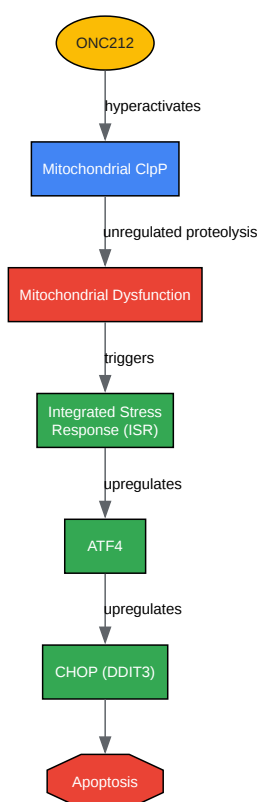 ONC212
hyperactivates
Mitochondrial ClpP
unregulated proteolysis
Mitochondrial Dysfunction
triggers
Integrated Stress
Response (ISR)
upregulates
ATF4
upregulates
CHOP (DDIT3)
Apoptosis